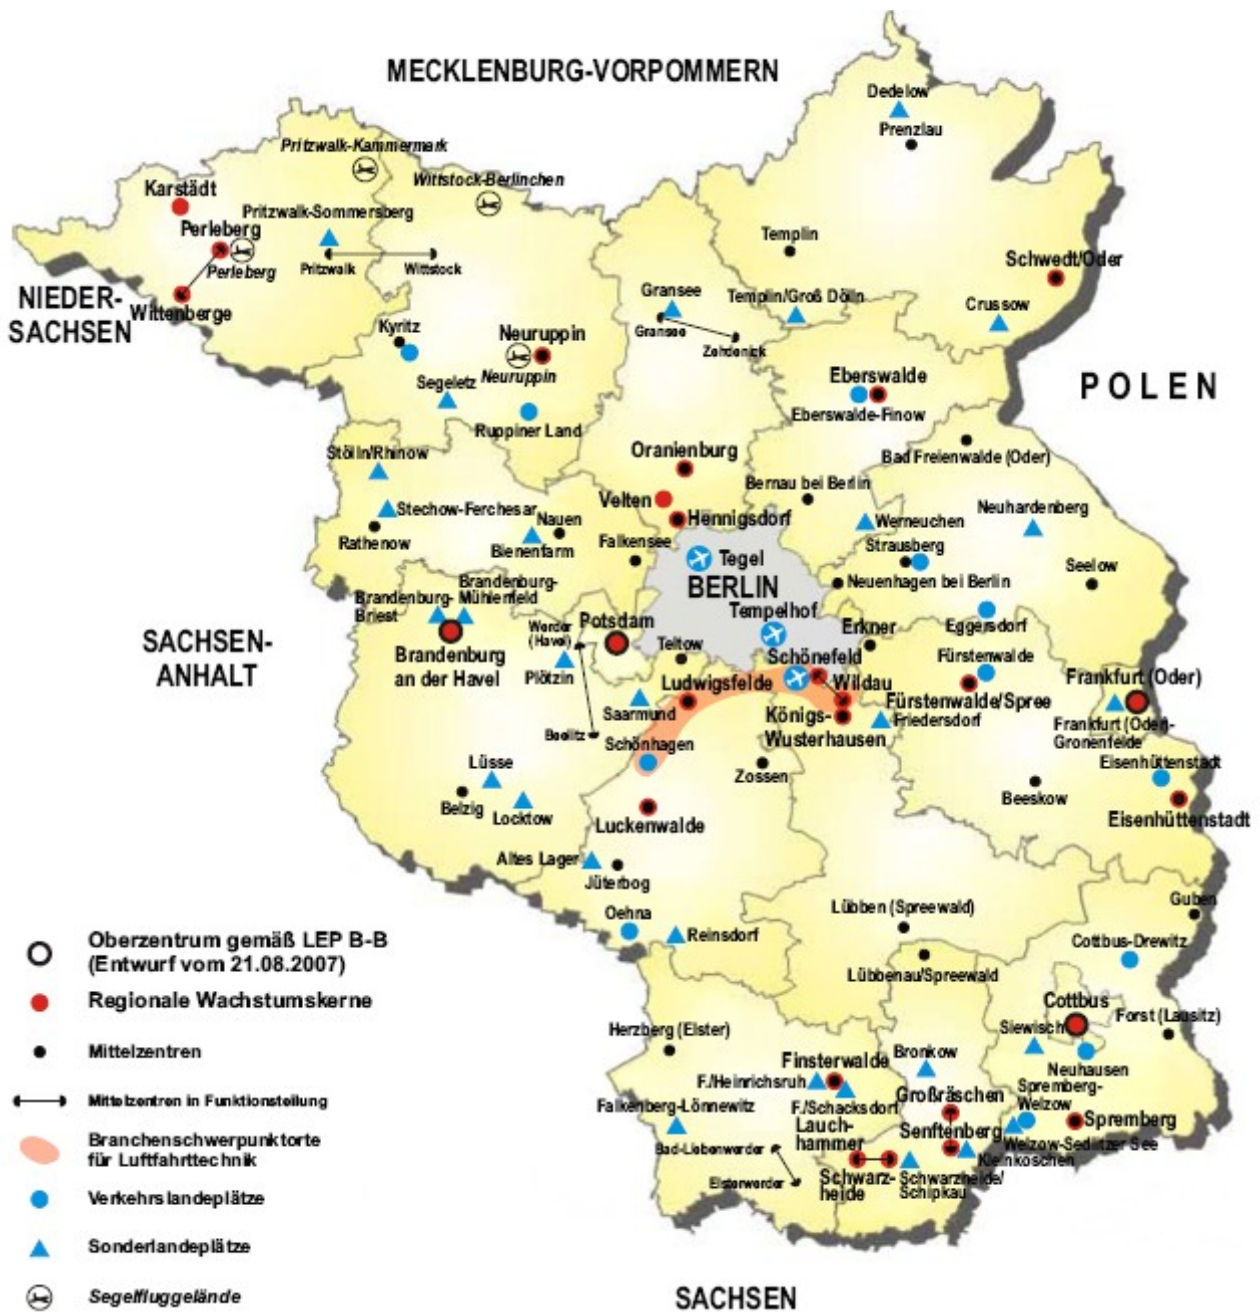 MECKLENBURG-VORPOMMERN
Dedelow
Prenzlau
Pritzwalk-Kammermark
Wittstock-Berlinchen
Karstädt
Pritzwalk-Sommersberg
Perleberg
Perleberg
Pritzwalk
Wittstock
Templin
Schwedt/Oder
NIEDER-
SACHSEN
Wittenberge
Gransee
Templin/Groß Dölln
Crussow
Gransee
Zehdenick
Kyritz
Neuruppin
Neuruppin
Segeletz
Eberswalde
POLEN
Eberswalde-Finow
Ruppiner Land
Stölln/Rhinow
Oranienburg
Bad Freienwalde (Oder)
Bernau bei Berlin
Velten
Stechow-Ferchesar
Hennigsdorf
Neuhardenberg
Nauen
Werneuchen
Rathenow
Bienenfarm
Falkensee
Strausberg
Tegel
Seelow
BERLIN
Neuenhagen bei Berlin
Brandenburg-
Mühlenfeld
Brandenburg-
Briest
Tempelhof
Eggersdorf
SACHSEN-
ANHALT
Werder
(Havel)
Potsdam
Erkner
Teltow
Brandenburg
an der Havel
Plötzin
Schönefeld
Fürstenwalde
Ludwigsfelde
Wildau
Fürstenwalde/Spree
Frankfurt (Oder)
Saarmund
Königs-
Wusterhausen
Friedersdorf
Frankfurt (Oder)-
Gronenfelde
Beelitz
Schönhagen
Zossen
Eisenhüttenstadt
Lüsse
Belzig
Locktow
Beeskow
Eisenhüttenstadt
Luckenwalde
Altes Lager
Jüterbog
Oehna
Reinsdorf
Lübben (Spreewald)
Guben
Cottbus-Drewitz
Lübbenau/Spreewald
Oberzentrum gemäß LEP B-B
(Entwurf vom 21.08.2007)
Regionale Wachstumskerne
Mittelzentren
Mittelzentren in Funktionsteilung
Branchenschwerpunktorte
für Luftfahrttechnik
Verkehrslandeplätze
Sonderlandeplätze
Segelfluggelände
Cottbus
Herzberg (Elster)
Siewisch
Forst (Lausitz)
Finsterwalde
Bronkow
Neuhausen
F./Heinrichsruh
F./Schacksdorf
Großräschen
Spremberg-
Welzow
Spremberg
Falkenberg-Lönnewitz
Lauch-
hammer
Senftenberg
Welzow-Sedlitzer See
Bad-Liebenwerder
Kleinkoschen
Elsterwerder
Schwarz-
heide
Schwarzheide/
Schipkau
SACHSEN